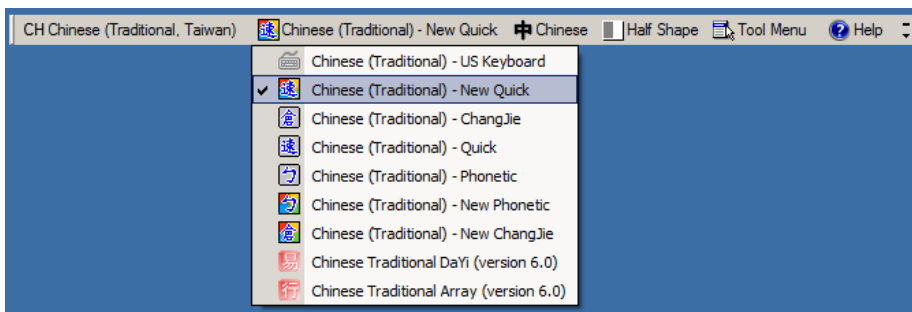 CH Chinese (Traditional, Taiwan) 速 Chinese (Traditional) - New Quick 中 Chinese Half Shape Tool Menu ? Help
Chinese (Traditional) - US Keyboard
速 Chinese (Traditional) - New Quick
倉 Chinese (Traditional) - ChangJie
速 Chinese (Traditional) - Quick
ㄅ Chinese (Traditional) - Phonetic
ㄅ Chinese (Traditional) - New Phonetic
倉 Chinese (Traditional) - New ChangJie
易 Chinese Traditional DaYi (version 6.0)
行 Chinese Traditional Array (version 6.0)